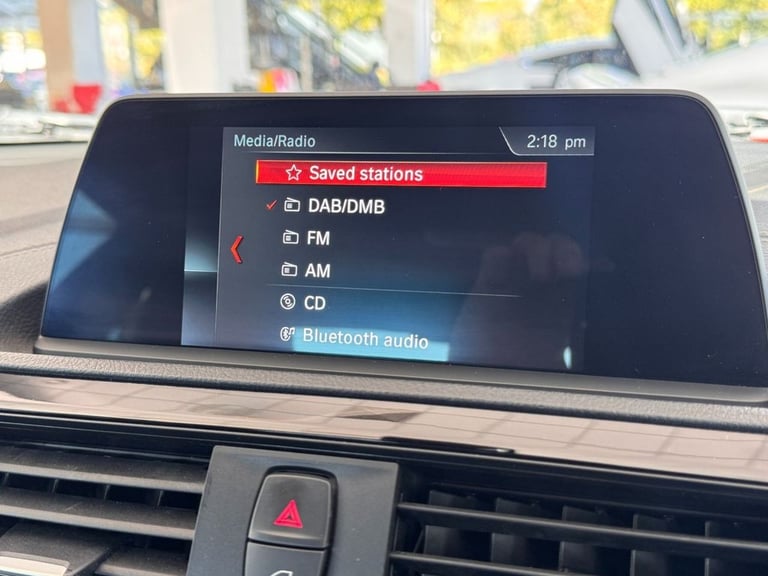 Media/Radio
2:18 pm
Saved stations
DAB/DMB
FM
AM
CD
Bluetooth audio